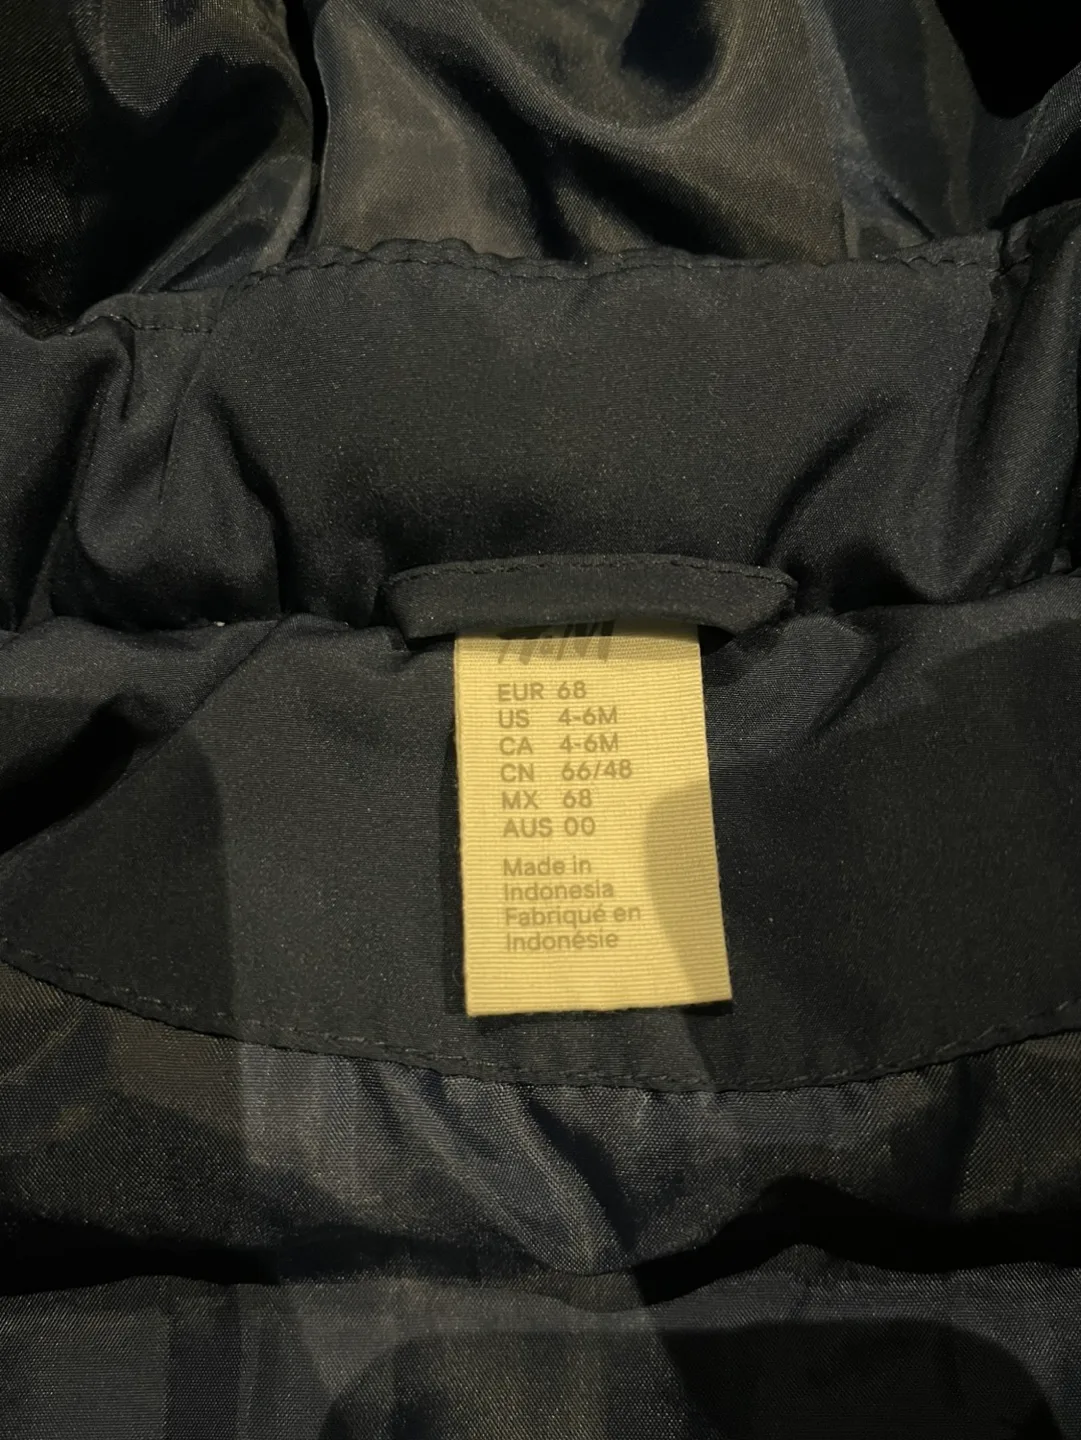 H&M
EUR 68
US 4-6M
CA 4-6M
CN 66/48
MX 68
AUS 00
Made in
Indonesia
Fabriqué en
Indonésie